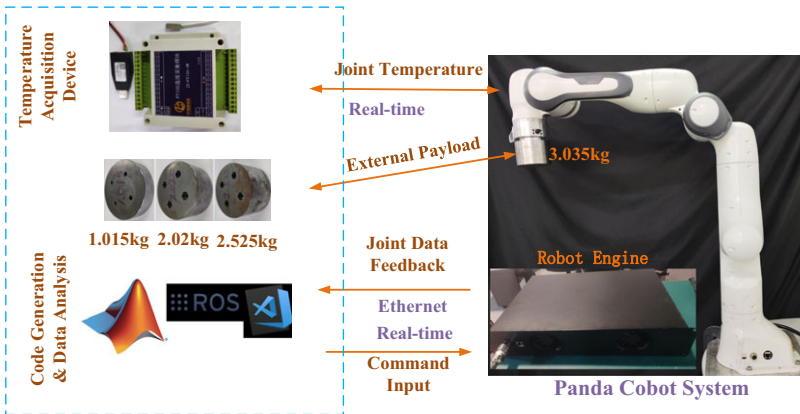 Temperature
Acquisition
Device
Joint Temperature
Real-time
External Payload
3.035kg
1.015kg 2.02kg 2.525kg
Code Generation
& Data Analysis
ROS
Joint Data
Feedback
Ethernet
Real-time
Command
Input
Robot Engine
Panda Cobot System